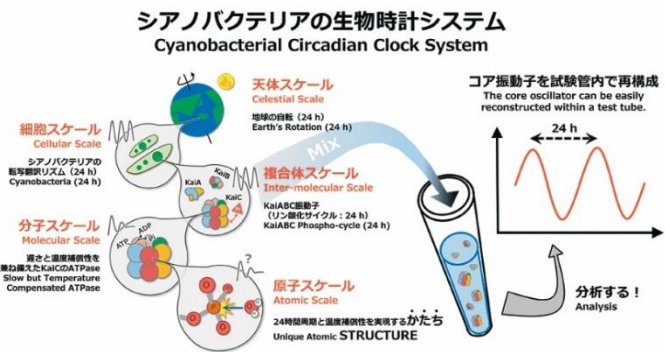 シアノバクテリアの生物時計システム
Cyanobacterial Circadian Clock System
天体スケール
Celestial Scale
地球の自転 (24 h)
Earth's Rotation (24 h)
細胞スケール
Cellular Scale
シアノバクテリアの
転写翻訳リズム (24 h)
Cyanobacteria (24 h)
KaiA
KaiB
KaiC
複合体スケール
Inter-molecular Scale
KaiABC振動子
(リン酸化サイクル:24 h)
KaiABC Phospho-cycle (24 h)
分子スケール
Molecular Scale
遅さと温度補償性を
兼ね備えたKaiCのATPase
Slow but Temperature
Compensated ATPase
ATP
ADP
Pi
?
原子スケール
Atomic Scale
24時間周期と温度補償性を実現するかたち
Unique Atomic STRUCTURE
O
O
P
O
O
H
H
Mix
コア振動子を試験管内で再構成
The core oscillator can be easily
reconstructed within a test tube.
24 h
分析する!
Analysis